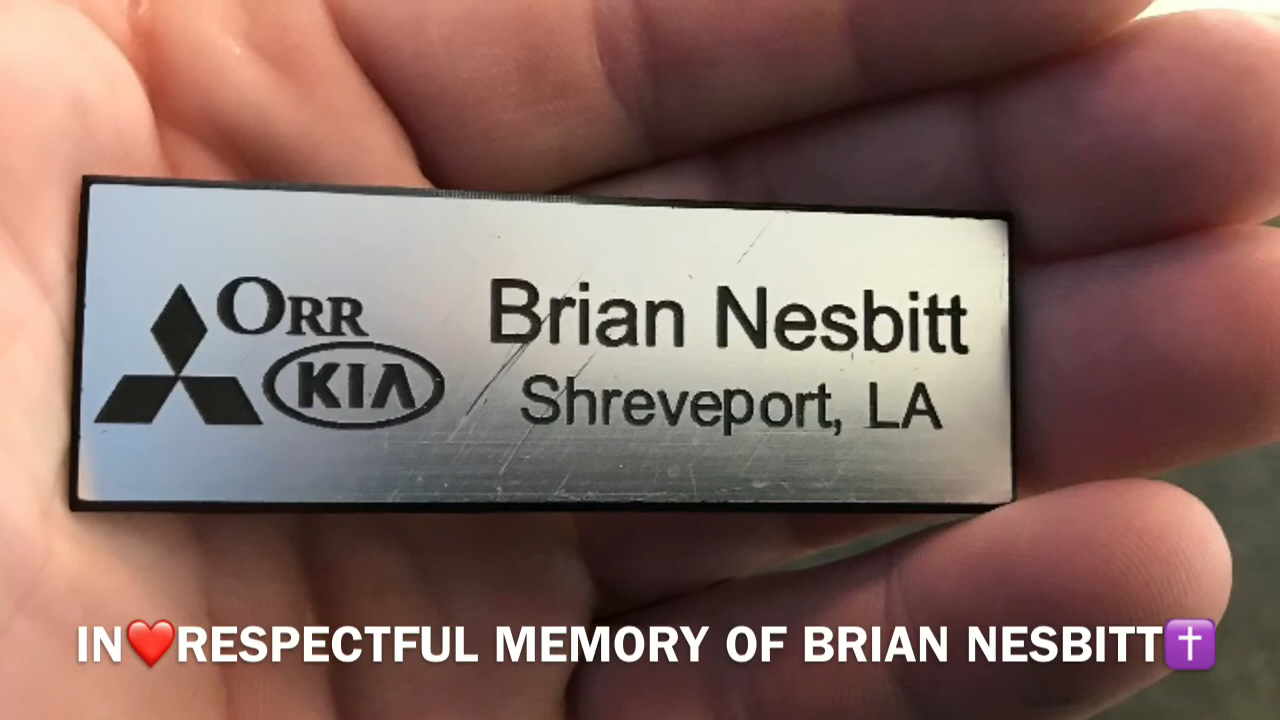 ORR
KIA
Brian Nesbitt
Shreveport, LA
IN❤️RESPECTFUL MEMORY OF BRIAN NESBITT✝️